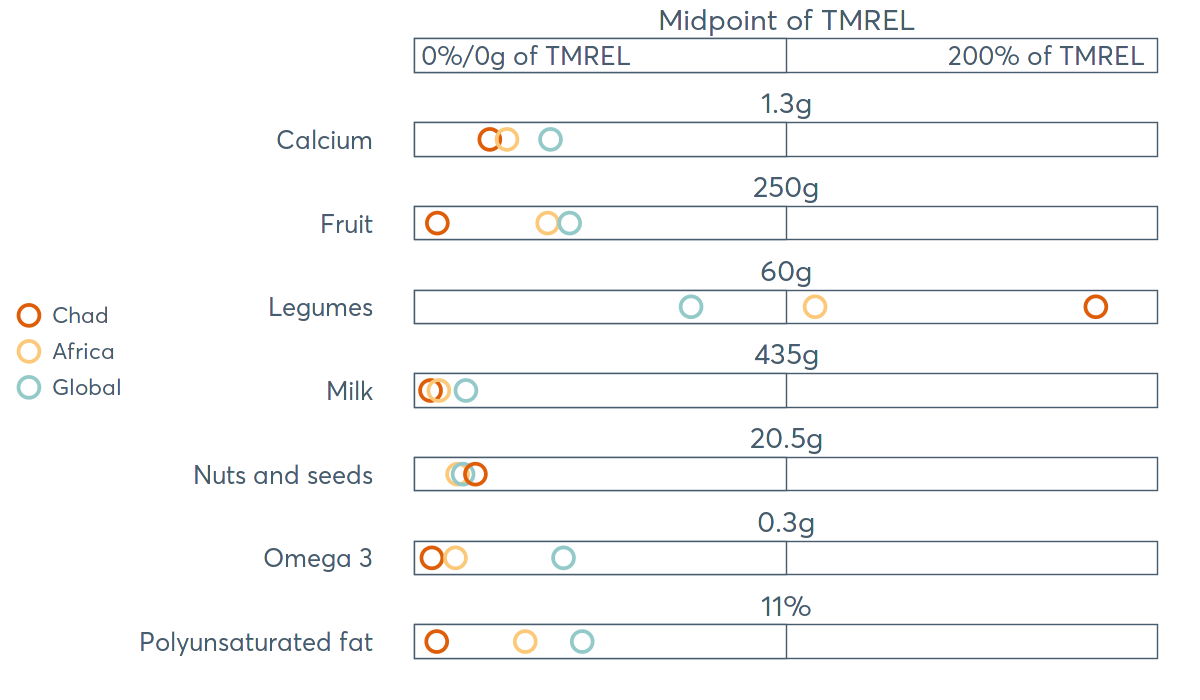 Midpoint of TMREL
0%/0g of TMREL
200% of TMREL
1.3g
Calcium
250g
Fruit
60g
Legumes
Chad
Africa
Global
435g
Milk
20.5g
Nuts and seeds
0.3g
Omega 3
11%
Polyunsaturated fat